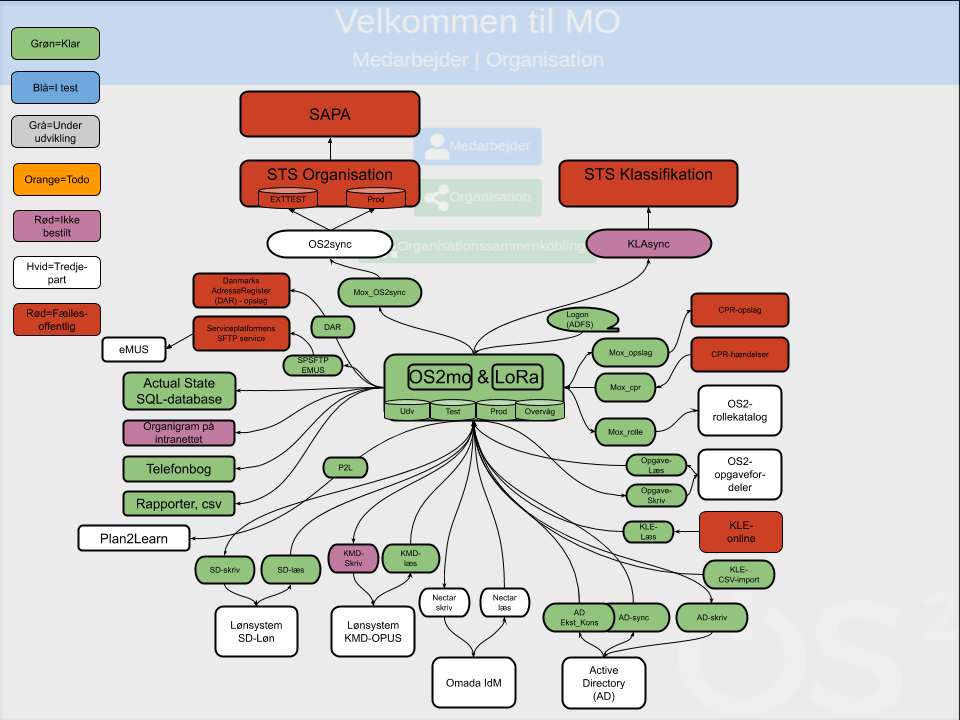 Velkommen til MO
Medarbejder | Organisation
Grøn=Klar
Blå=I test
Grå=Under
udvikling
Orange=Todo
Rød=Ikke
bestilt
Hvid=Tredje-
part
Rød=Fælles-
offentlig
SAPA
Medarbejder
STS Organisation
EXTTEST
Prod
STS Klassifikation
Organisation
OS2sync
Organisationssammenkobling
KLAsync
Danmarks
AdresseRegister
(DAR) - opslag
Mox_OS2sync
Serviceplatformens
SFTP service
DAR
Logon
(ADFS)
CPR-opslag
eMUS
SPSFTP
EMUS
Mox_opslag
CPR-hændelser
Actual State
SQL-database
OS2mo & LoRa
Udv
Test
Prod
Overvåg
Mox_cpr
OS2-
rollekatalog
Organigram på
intranettet
Mox_rolle
Telefonbog
P2L
Opgave-
Læs
OS2-
opgavefor-
deler
Rapporter, csv
Opgave-
Skriv
Plan2Learn
KLE-
Læs
KLE-
online
SD-skriv
SD-læs
KMD-
Skriv
KMD-
læs
KLE-
CSV-import
Nectar
skriv
Nectar
læs
AD
Ekst_Kons
AD-sync
AD-skriv
Lønsystem
SD-Løn
Lønsystem
KMD-OPUS
Omada IdM
Active
Directory
(AD)
OS2